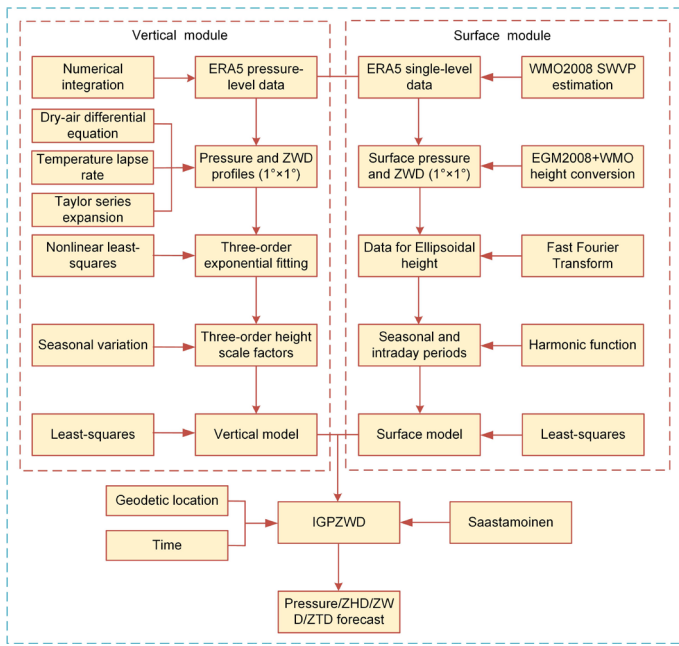 Vertical module
Surface module
Numerical
integration
ERA5 pressure-
level data
ERA5 single-level
data
WMO2008 SWVP
estimation
Dry-air differential
equation
Temperature lapse
rate
Taylor series
expansion
Pressure and ZWD
profiles (1°×1°)
Surface pressure
and ZWD (1°×1°)
EGM2008+WMO
height conversion
Nonlinear least-
squares
Three-order
exponential fitting
Data for Ellipsoidal
height
Fast Fourier
Transform
Seasonal variation
Three-order height
scale factors
Seasonal and
intraday periods
Harmonic function
Least-squares
Vertical model
Surface model
Least-squares
Geodetic location
Time
IGPZWD
Saastamoinen
Pressure/ZHD/ZW
D/ZTD forecast